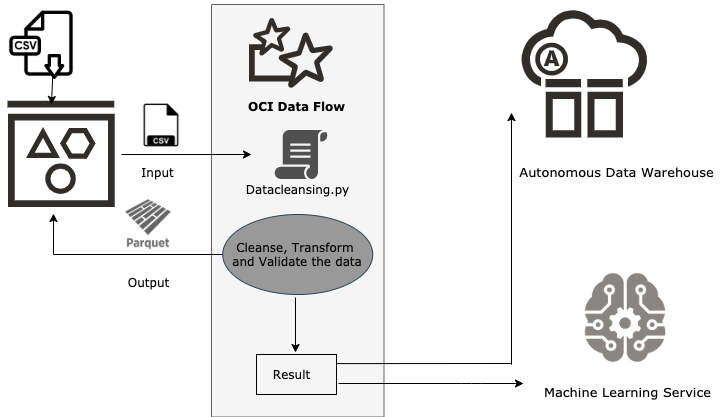 CSV
OCI Data Flow
A
CSV
Input
Datacleansing.py
Autonomous Data Warehouse
Parquet
Cleanse, Transform
and Validate the data
Output
Result
Machine Learning Service